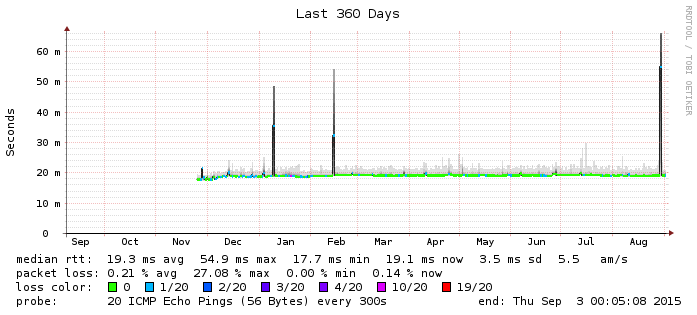 Last 360 Days
RRDTOOL / TOBI OETIKER
Seconds
60 m
50 m
40 m
30 m
20 m
10 m
0
Sep Oct Nov Dec Jan Feb Mar Apr May Jun Jul Aug
median rtt: 19.3 ms avg 54.9 ms max 17.7 ms min 19.1 ms now 3.5 ms sd 5.5 am/s
packet loss: 0.21 % avg 27.08 % max 0.00 % min 0.14 % now
loss color: 0 1/20 2/20 3/20 4/20 10/20 19/20
probe: 20 ICMP Echo Pings (56 Bytes) every 300s end: Thu Sep 3 00:05:08 2015